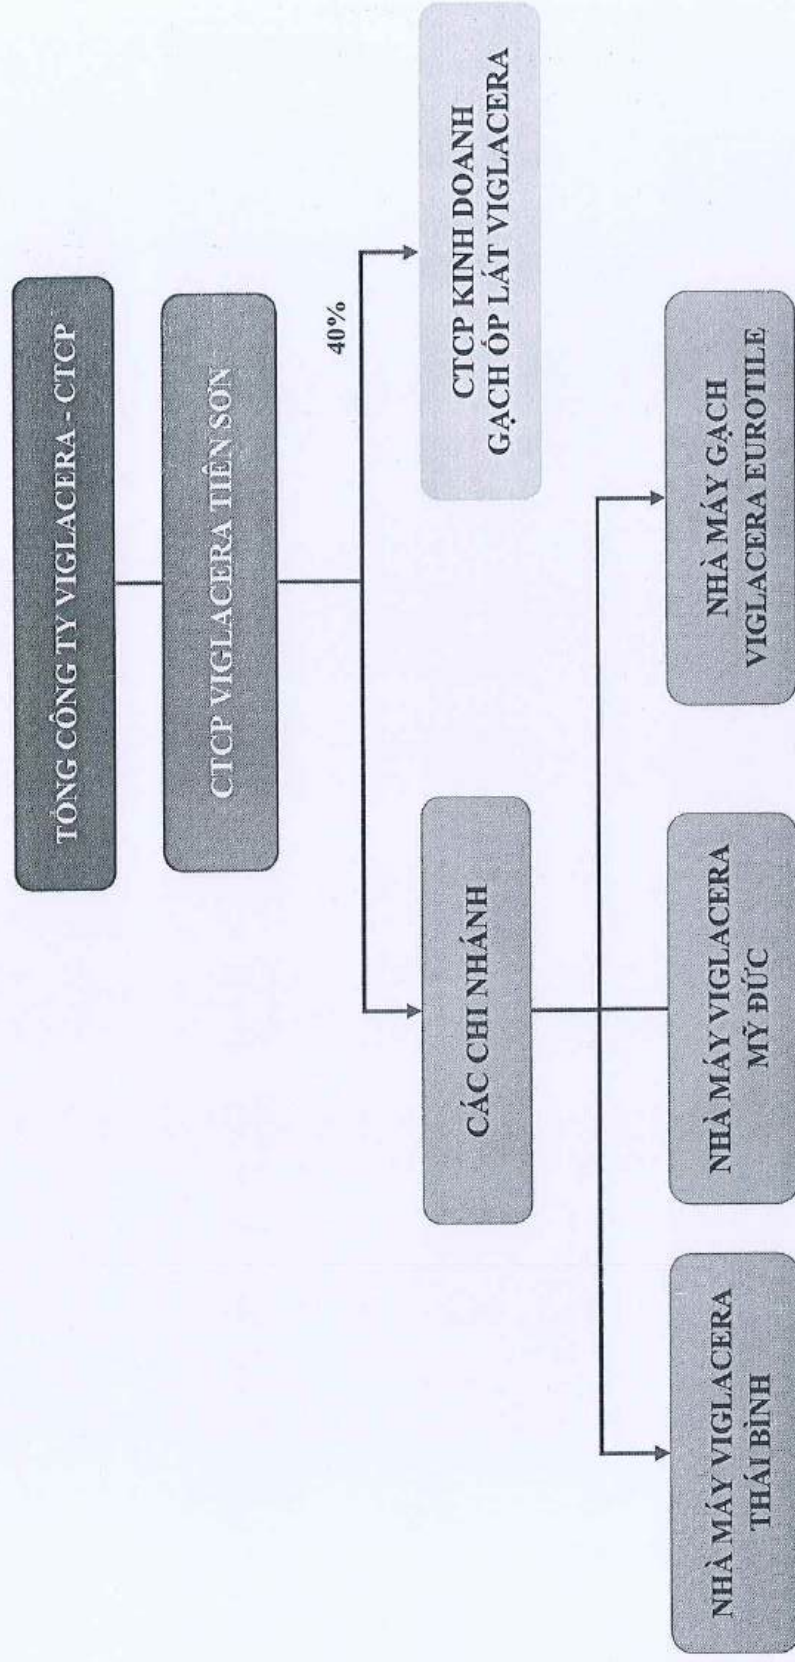 TỔNG CÔNG TY VIGLACERA - CTCP
CTCP VIGLACERA TIÊN SƠN
40%
CÁC CHI NHÁNH
CTCP KINH DOANH
GẠCH ỐP LÁT VIGLACERA
NHÀ MÁY VIGLACERA
THÁI BÌNH
NHÀ MÁY VIGLACERA
MỸ ĐỨC
NHÀ MÁY GẠCH
VIGLACERA EUROTILE